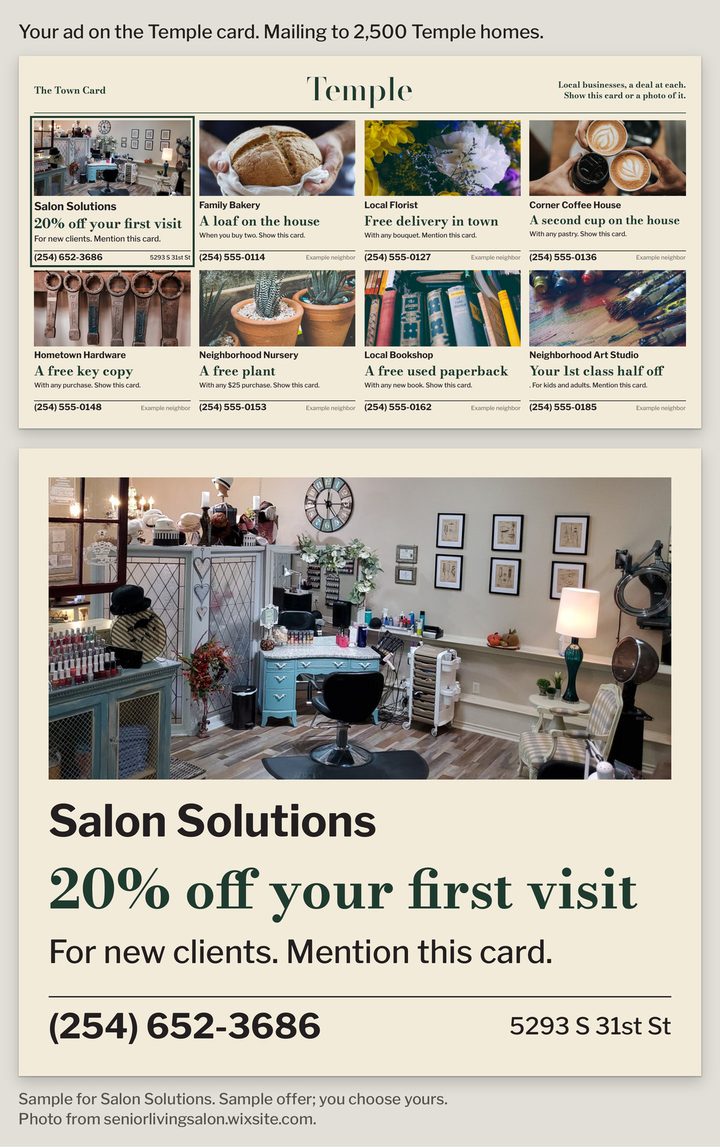 Your ad on the Temple card. Mailing to 2,500 Temple homes.
The Town Card
Temple
Local businesses, a deal at each.
Show this card or a photo of it.
Salon Solutions
20% off your first visit
For new clients. Mention this card.
(254) 652-3686
5293 S 31st St
Family Bakery
A loaf on the house
When you buy two. Show this card.
(254) 555-0114
Example neighbor
Local Florist
Free delivery in town
With any bouquet. Mention this card.
(254) 555-0127
Example neighbor
Corner Coffee House
A second cup on the house
With any pastry. Show this card.
(254) 555-0136
Example neighbor
Hometown Hardware
A free key copy
With any purchase. Show this card.
(254) 555-0148
Example neighbor
Neighborhood Nursery
A free plant
With any $25 purchase. Show this card.
(254) 555-0153
Example neighbor
Local Bookshop
A free used paperback
With any new book. Show this card.
(254) 555-0162
Example neighbor
Neighborhood Art Studio
Your 1st class half off
. For kids and adults. Mention this card.
(254) 555-0185
Example neighbor
Salon Solutions
20% off your first visit
For new clients. Mention this card.
(254) 652-3686
5293 S 31st St
Sample for Salon Solutions. Sample offer; you choose yours.
Photo from seniorlivingsalon.wixsite.com.